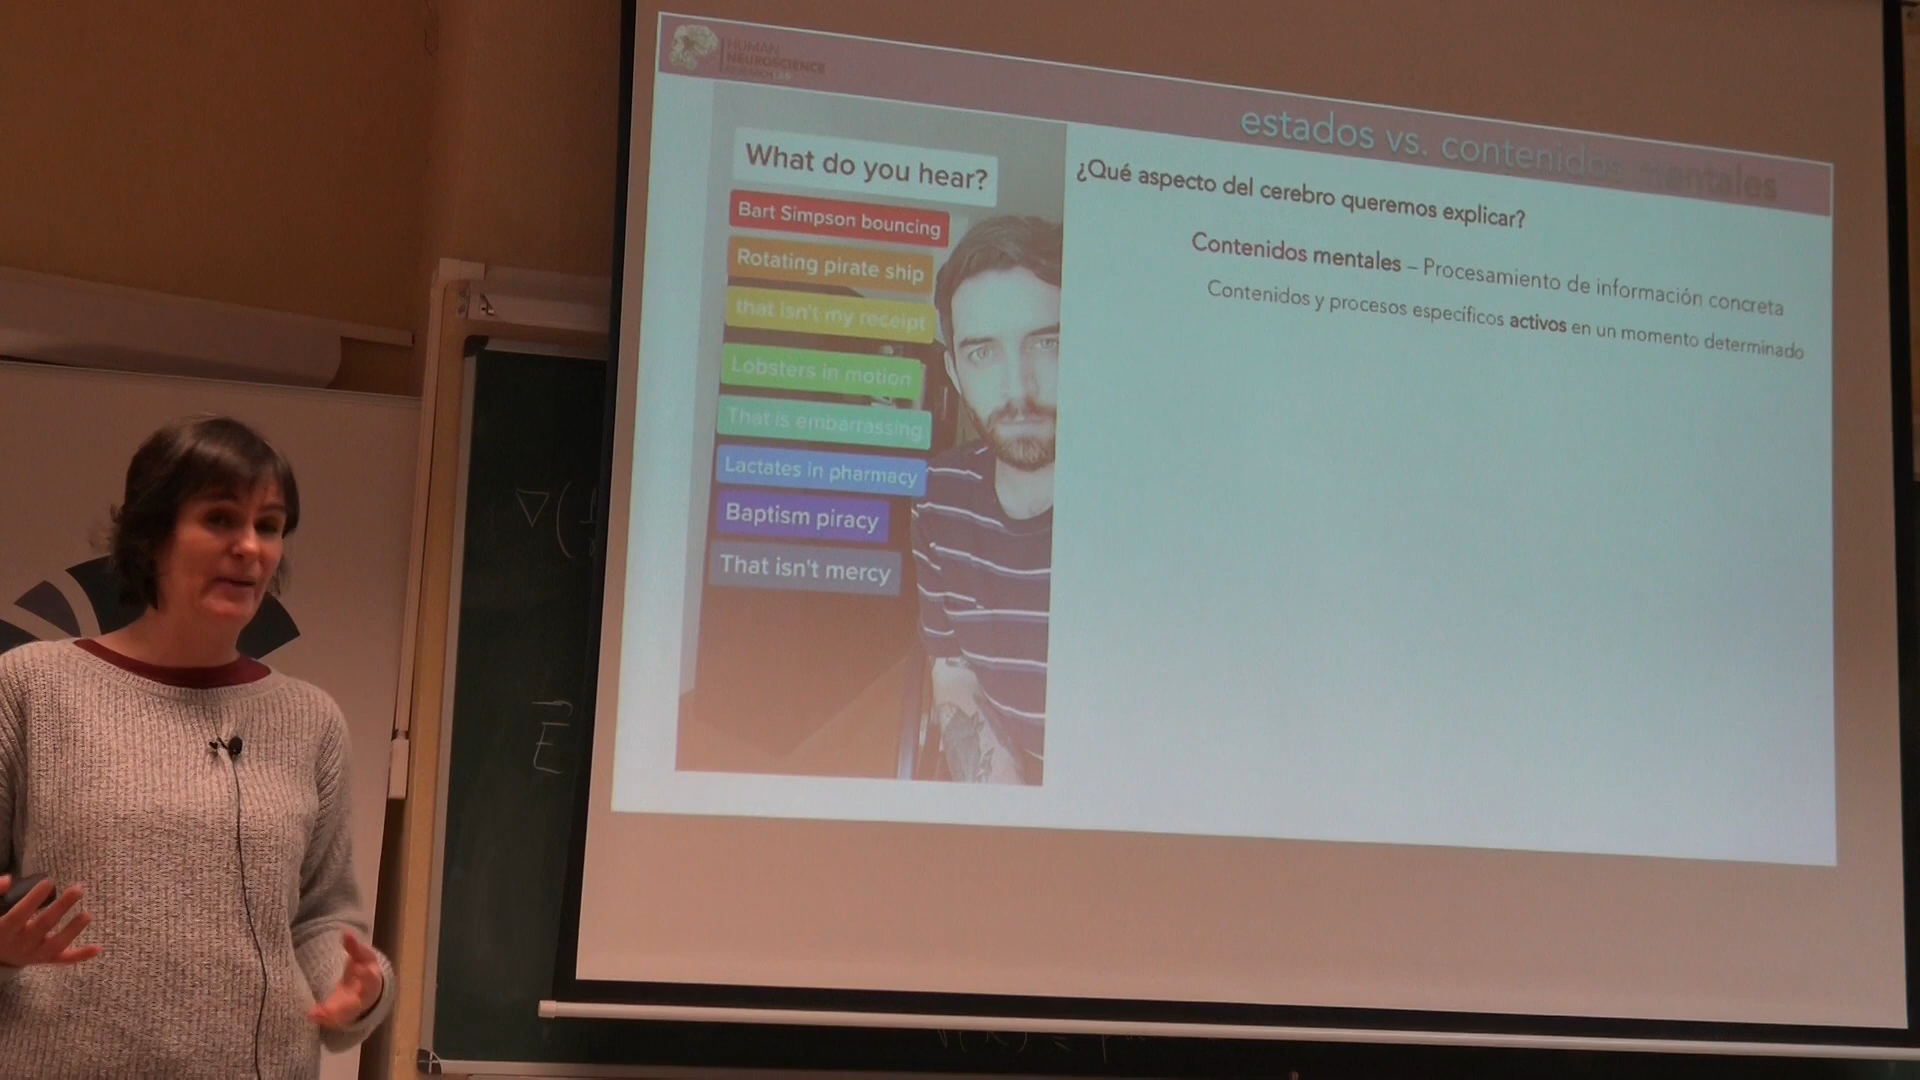 HUMAN
NEUROSCIENCE
estados vs. contenidos mentales
What do you hear?
Bart Simpson bouncing
Rotating pirate ship
that isn't my receipt
Lobsters in motion
That is embarrassing
Lactates in pharmacy
Baptism piracy
That isn't mercy
¿Qué aspecto del cerebro queremos explicar?
Contenidos mentales – Procesamiento de información concreta
Contenidos y procesos específicos activos en un momento determinado
E